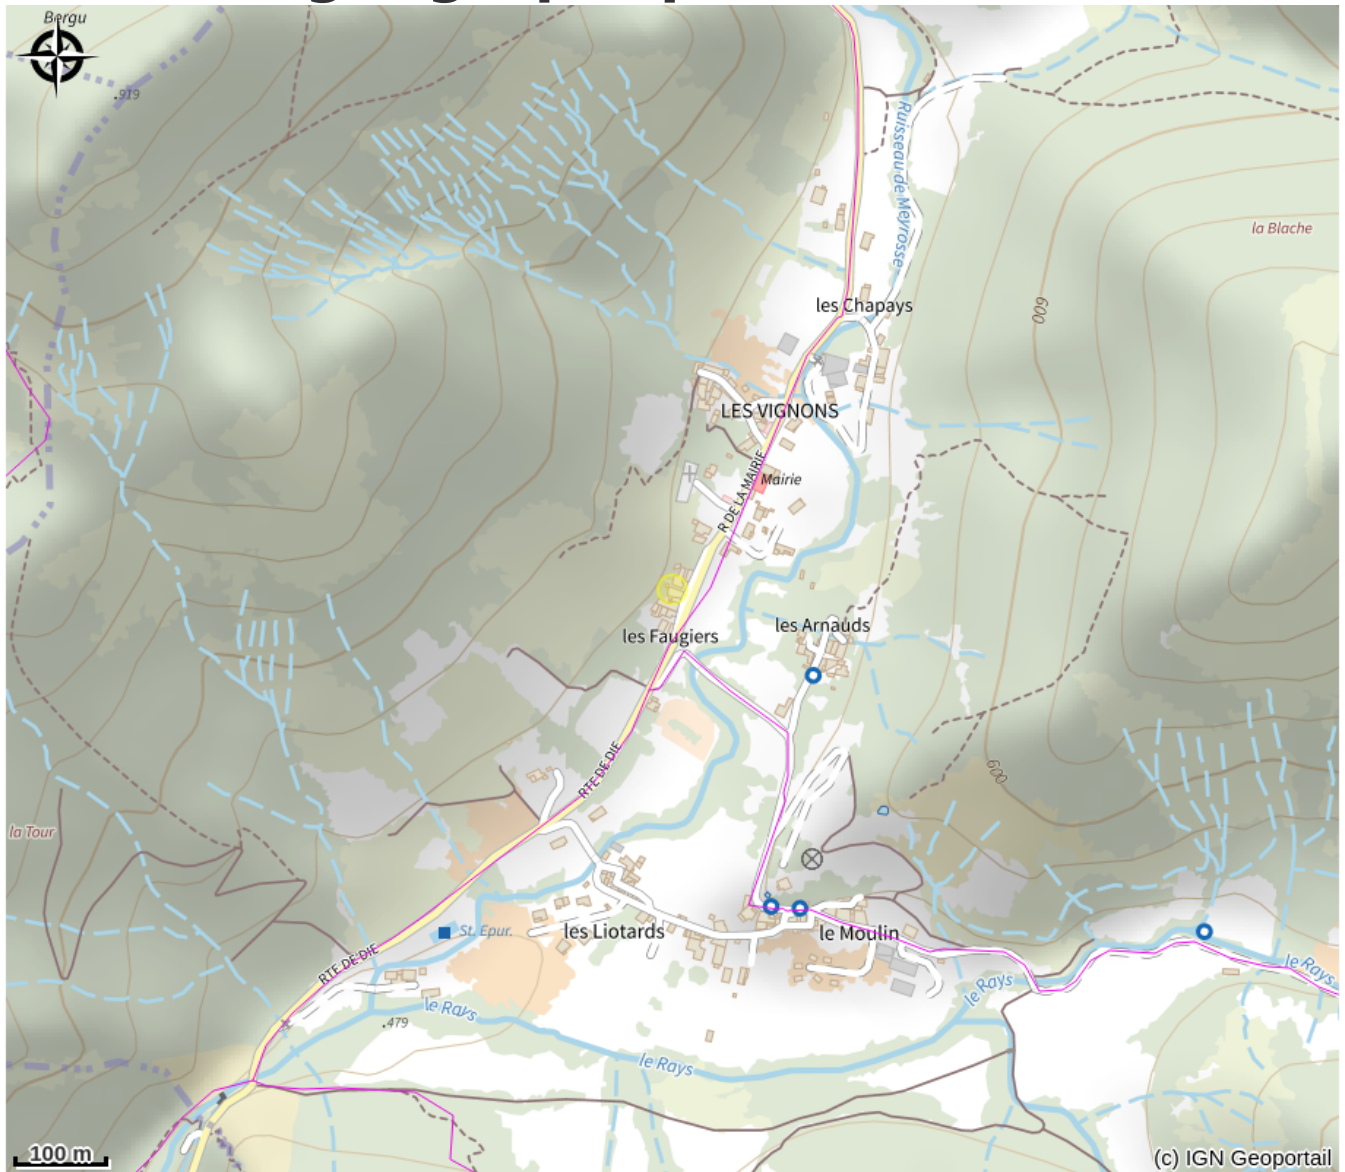 Bergu
.919
Ruisseau de Meyrosse
la Blache
les Chapays
600
LES VIGNONS
R DE LA MAIRIE
Mairie
les Faugiers
les Arnauds
RTE DE DIE
600
la Tour
St. Epur.
les Liotards
le Moulin
RTE DE DIE
le Rays
le Rays
le Rays
.479
le Rays
100 m
(c) IGN Geoportail